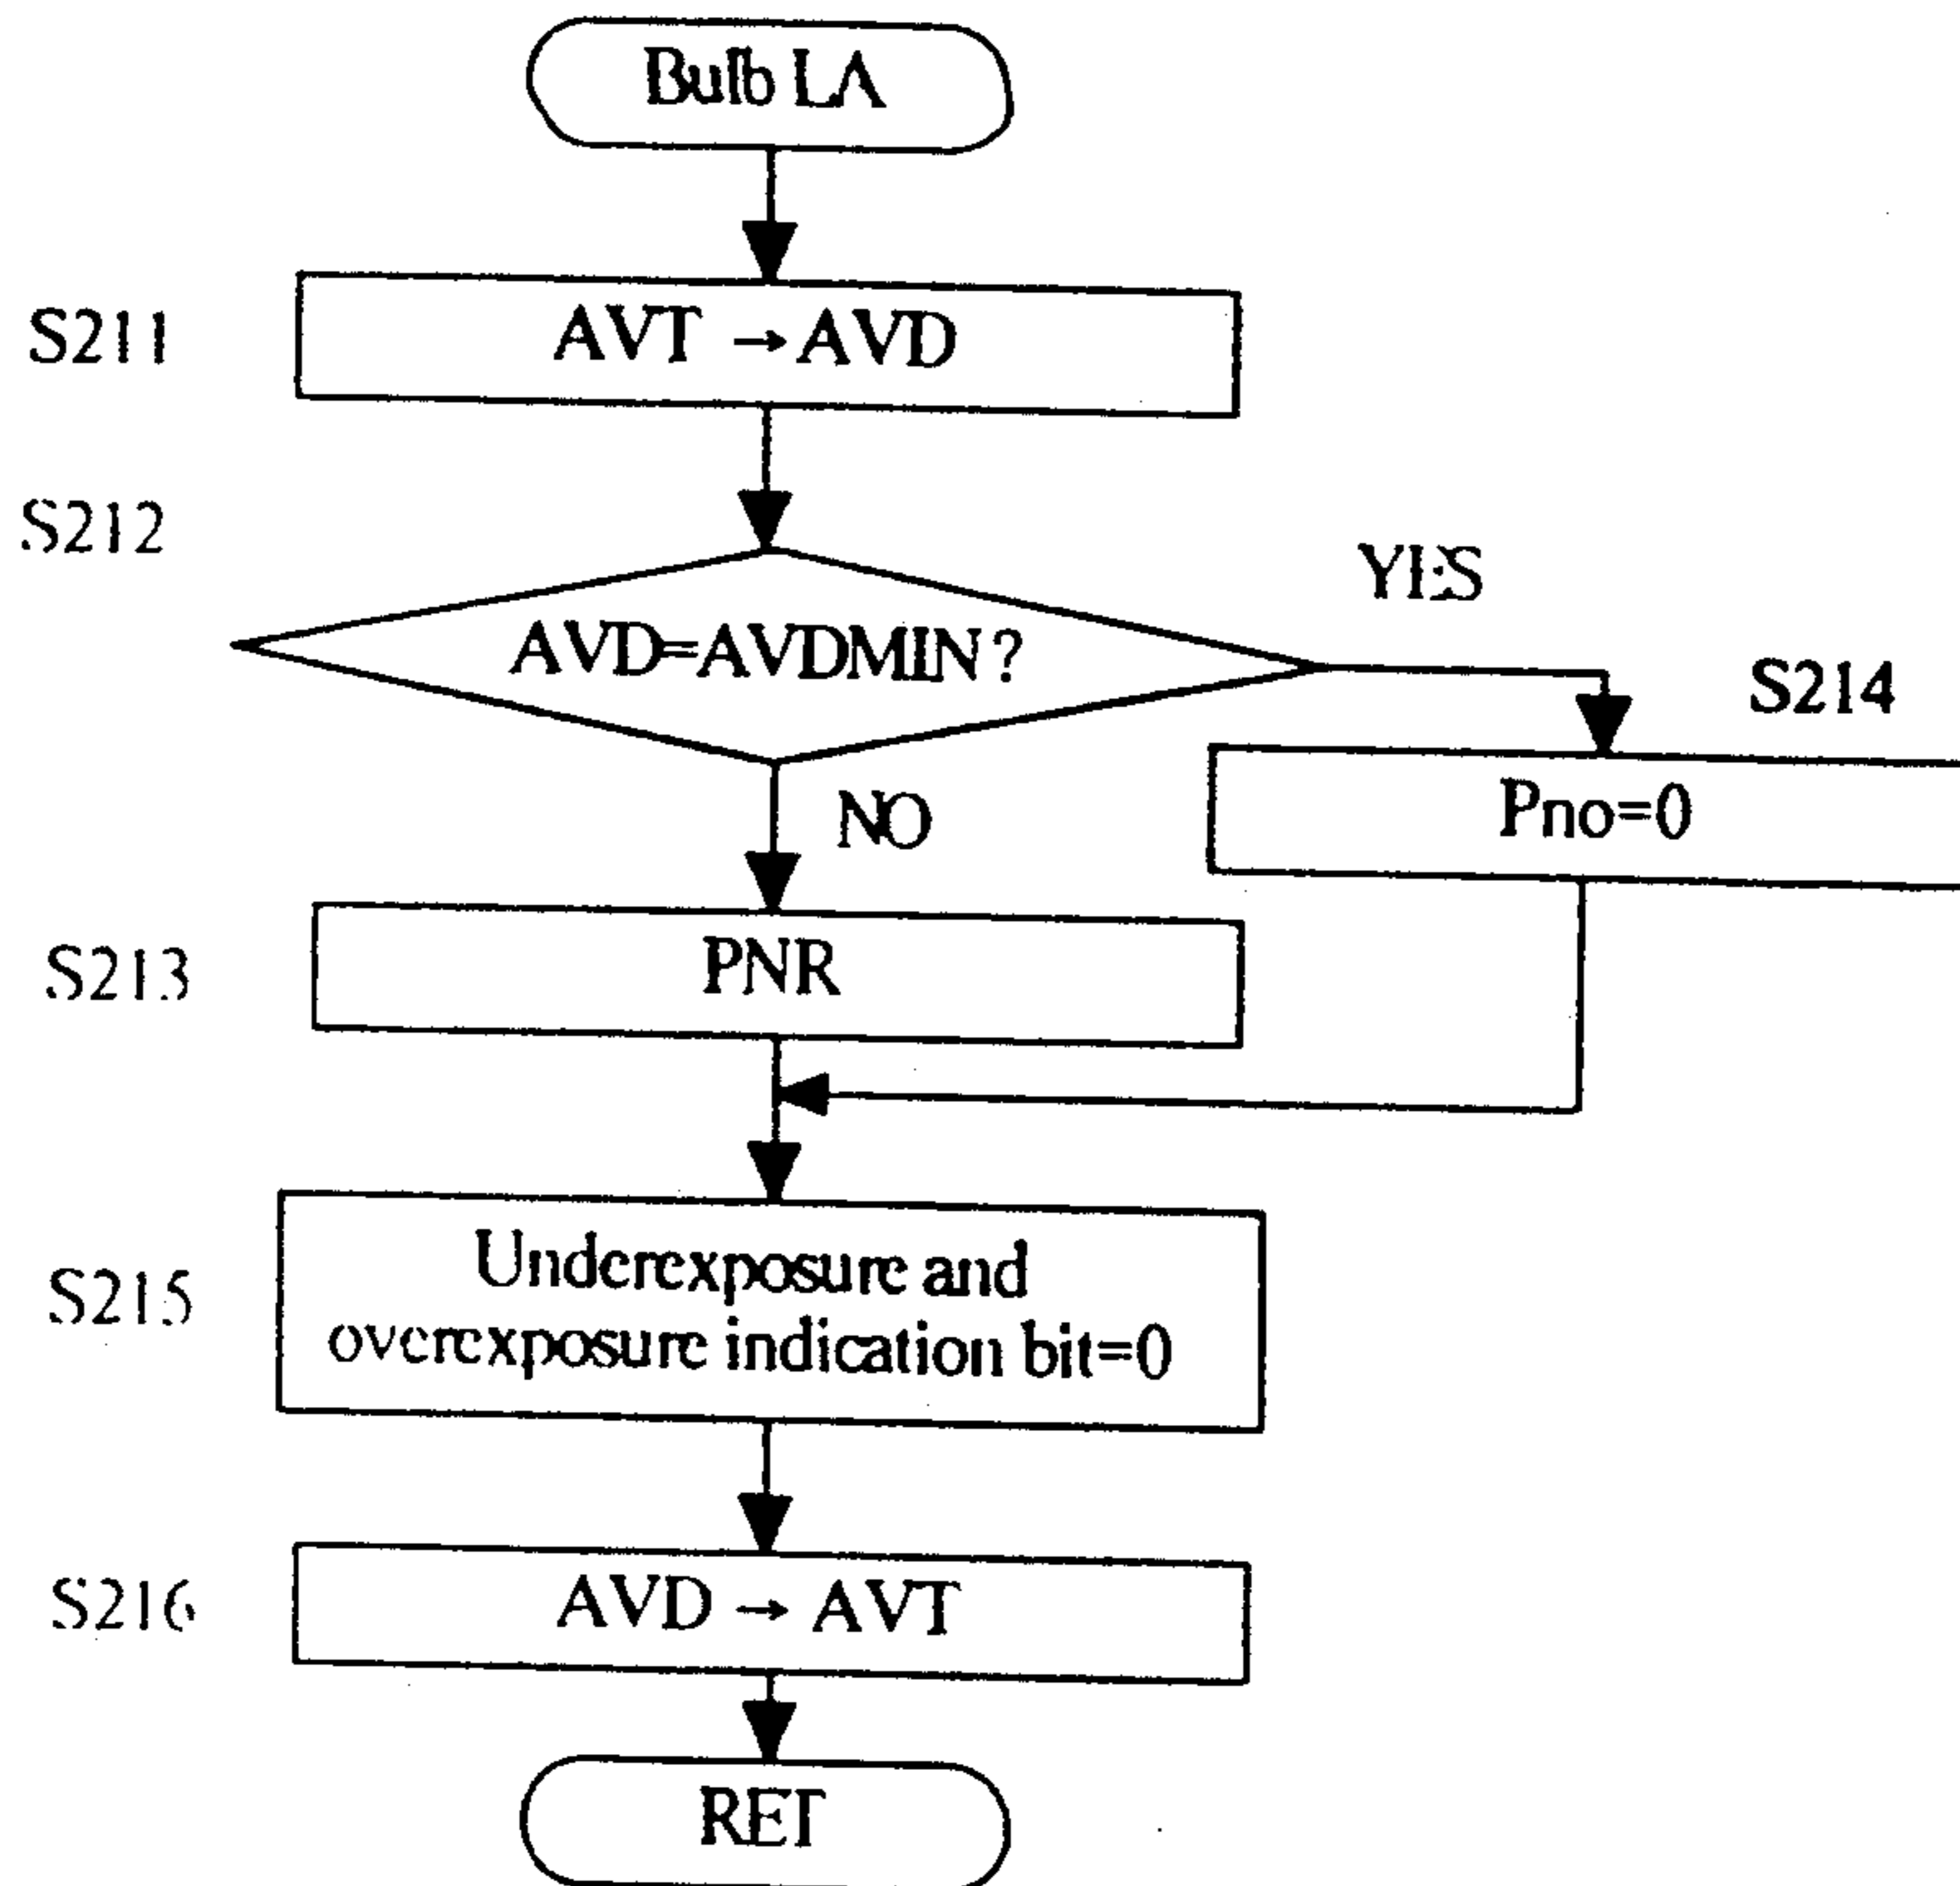 Bulb LA
S211
AVT → AVD
S212
AVD=AVDMIN?
YES
S214
Pno=0
NO
S213
PNR
S215
Underexposure and
overexposure indication bit=0
S216
AVD → AVT
RET